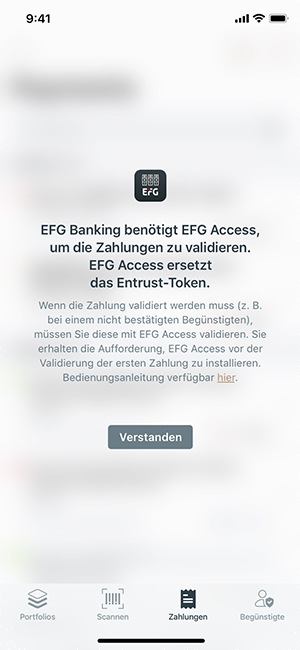 9:41
EFG
EFG Banking benötigt EFG Access,
um die Zahlungen zu validieren.
EFG Access ersetzt
das Entrust-Token.
Wenn die Zahlung validiert werden muss (z. B.
bei einem nicht bestätigten Begünstigten),
müssen Sie diese mit EFG Access validieren. Sie
erhalten die Aufforderung, EFG Access vor der
Validierung der ersten Zahlung zu installieren.
Bedienungsanleitung verfügbar hier.
Verstanden
Portfolios Scannen Zahlungen Begünstigte